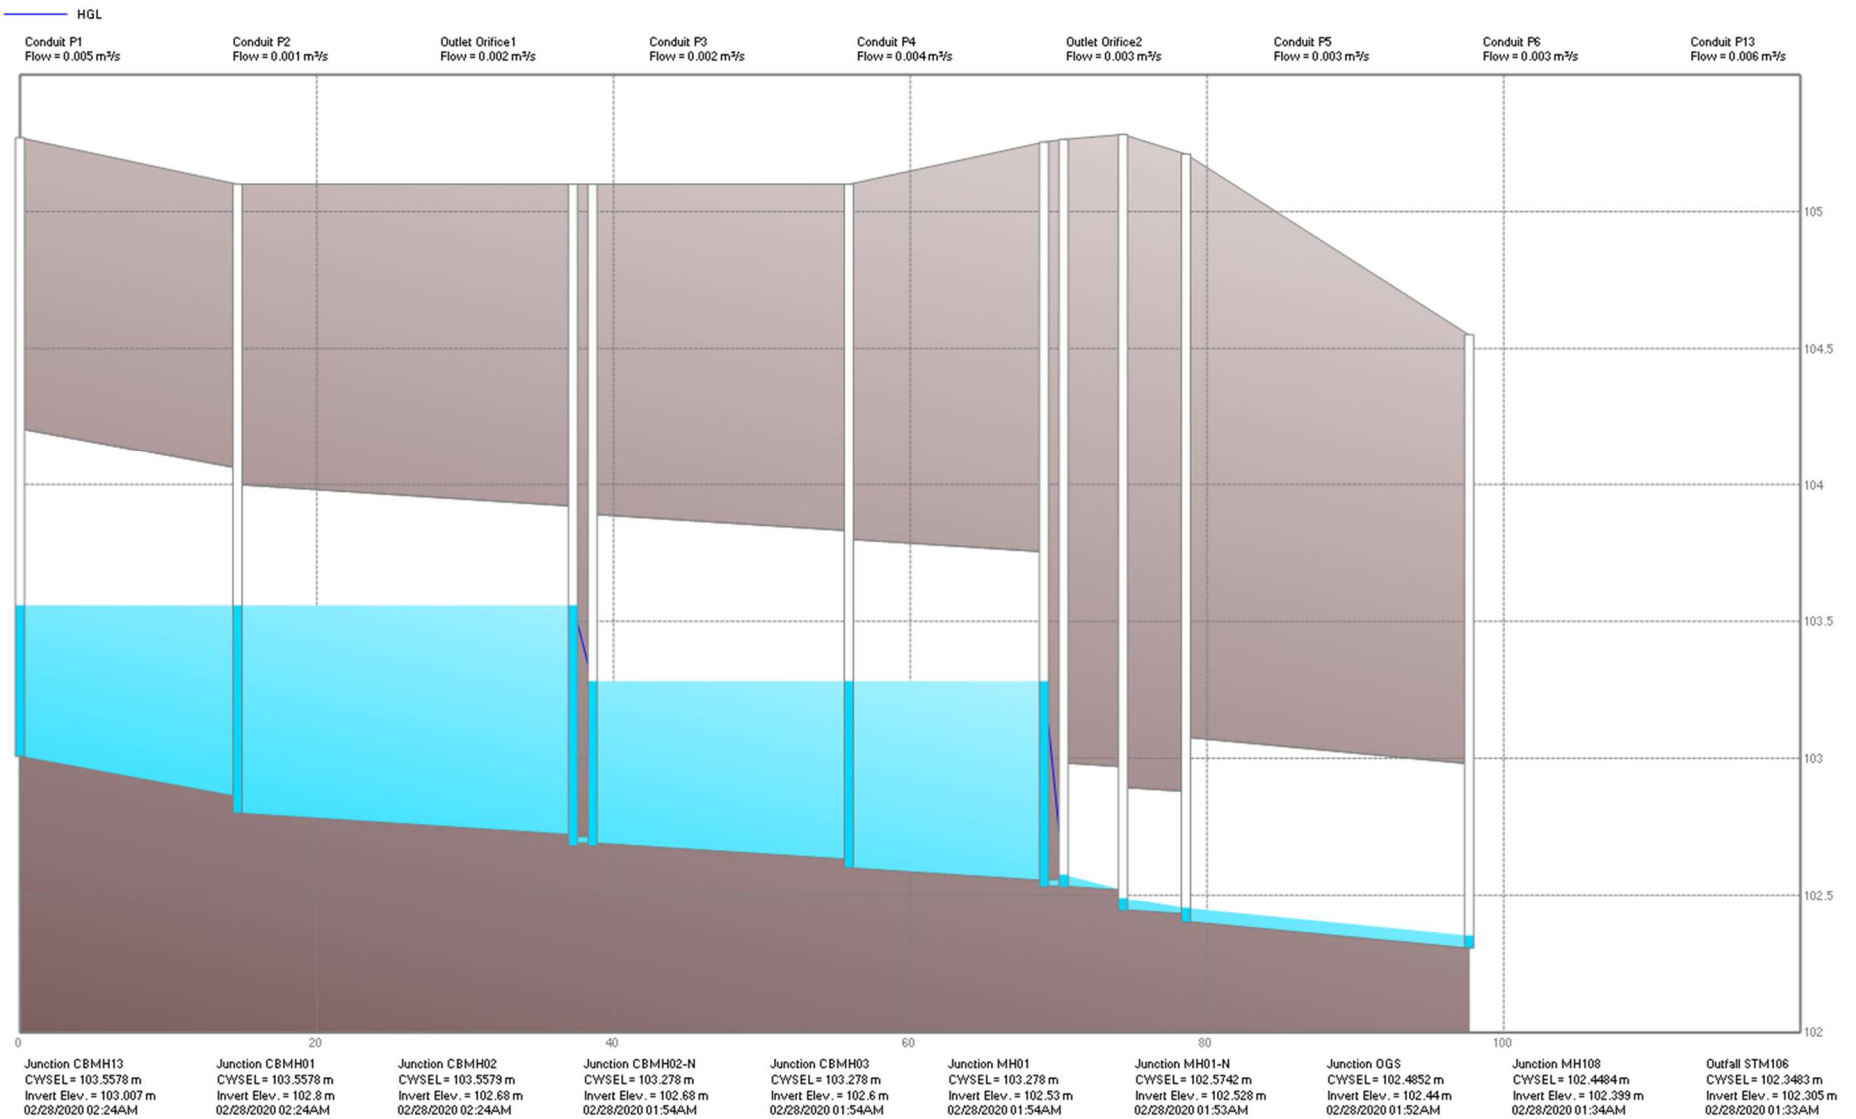 HGL
Conduit P1
Flow = 0.005 m³/s
Conduit P2
Flow = 0.001 m³/s
Outlet Orifice1
Flow = 0.002 m³/s
Conduit P3
Flow = 0.002 m³/s
Conduit P4
Flow = 0.004 m³/s
Outlet Orifice2
Flow = 0.003 m³/s
Conduit P5
Flow = 0.003 m³/s
Conduit P6
Flow = 0.003 m³/s
Conduit P13
Flow = 0.006 m³/s
105
104.5
104
103.5
103
102.5
102
0
20
40
60
80
100
Junction CBMH13
CWSEL = 103.5578 m
Invert Elev. = 103.007 m
02/28/2020 02:24AM
Junction CBMH01
CWSEL = 103.5578 m
Invert Elev. = 102.8 m
02/28/2020 02:24AM
Junction CBMH02
CWSEL = 103.5579 m
Invert Elev. = 102.68 m
02/28/2020 02:24AM
Junction CBMH02-N
CWSEL = 103.278 m
Invert Elev. = 102.68 m
02/28/2020 01:54AM
Junction CBMH03
CWSEL = 103.278 m
Invert Elev. = 102.6 m
02/28/2020 01:54AM
Junction MH01
CWSEL = 103.278 m
Invert Elev. = 102.53 m
02/28/2020 01:54AM
Junction MH01-N
CWSEL = 102.5742 m
Invert Elev. = 102.528 m
02/28/2020 01:53AM
Junction OGS
CWSEL = 102.4852 m
Invert Elev. = 102.44 m
02/28/2020 01:52AM
Junction MH108
CWSEL = 102.4484 m
Invert Elev. = 102.399 m
02/28/2020 01:34AM
Outfall STM106
CWSEL = 102.3483 m
Invert Elev. = 102.305 m
02/28/2020 01:33AM